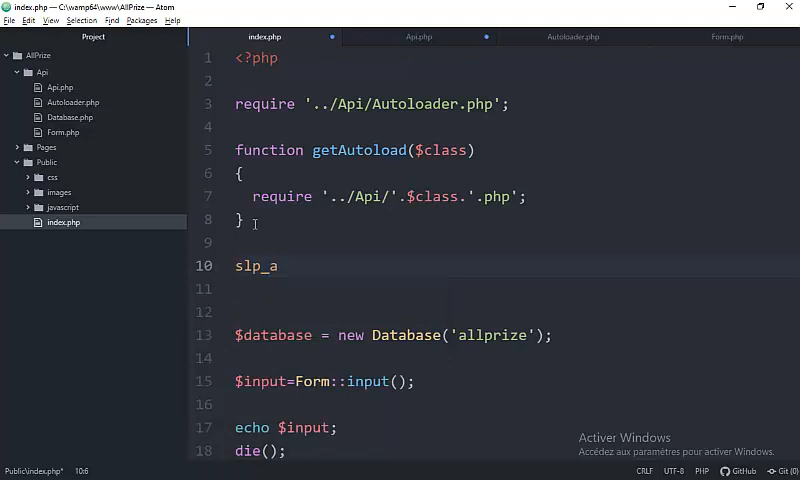 index.php — C:\wamp64\www\AllPrize — Atom
File Edit View Selection Find Packages Help
Project
index.php Api.php Autoloader.php Form.php
AllPrize
Api
Api.php
Autoloader.php
Database.php
Form.php
Pages
Public
css
images
javascript
index.php
1 <?php
2
3 require '../Api/Autoloader.php';
4
5 function getAutoload($class)
6 {
7 require '../Api/'.$class.'.php';
8 }
9
10 slp_a
11
12
13 $database = new Database('allprize');
14
15 $input=Form::input();
16
17 echo $input;
18 die();
Activer Windows
Accédez aux paramètres pour activer Windows.
Public\index.php* 10:6 CRLF UTF-8 PHP GitHub Git (0)